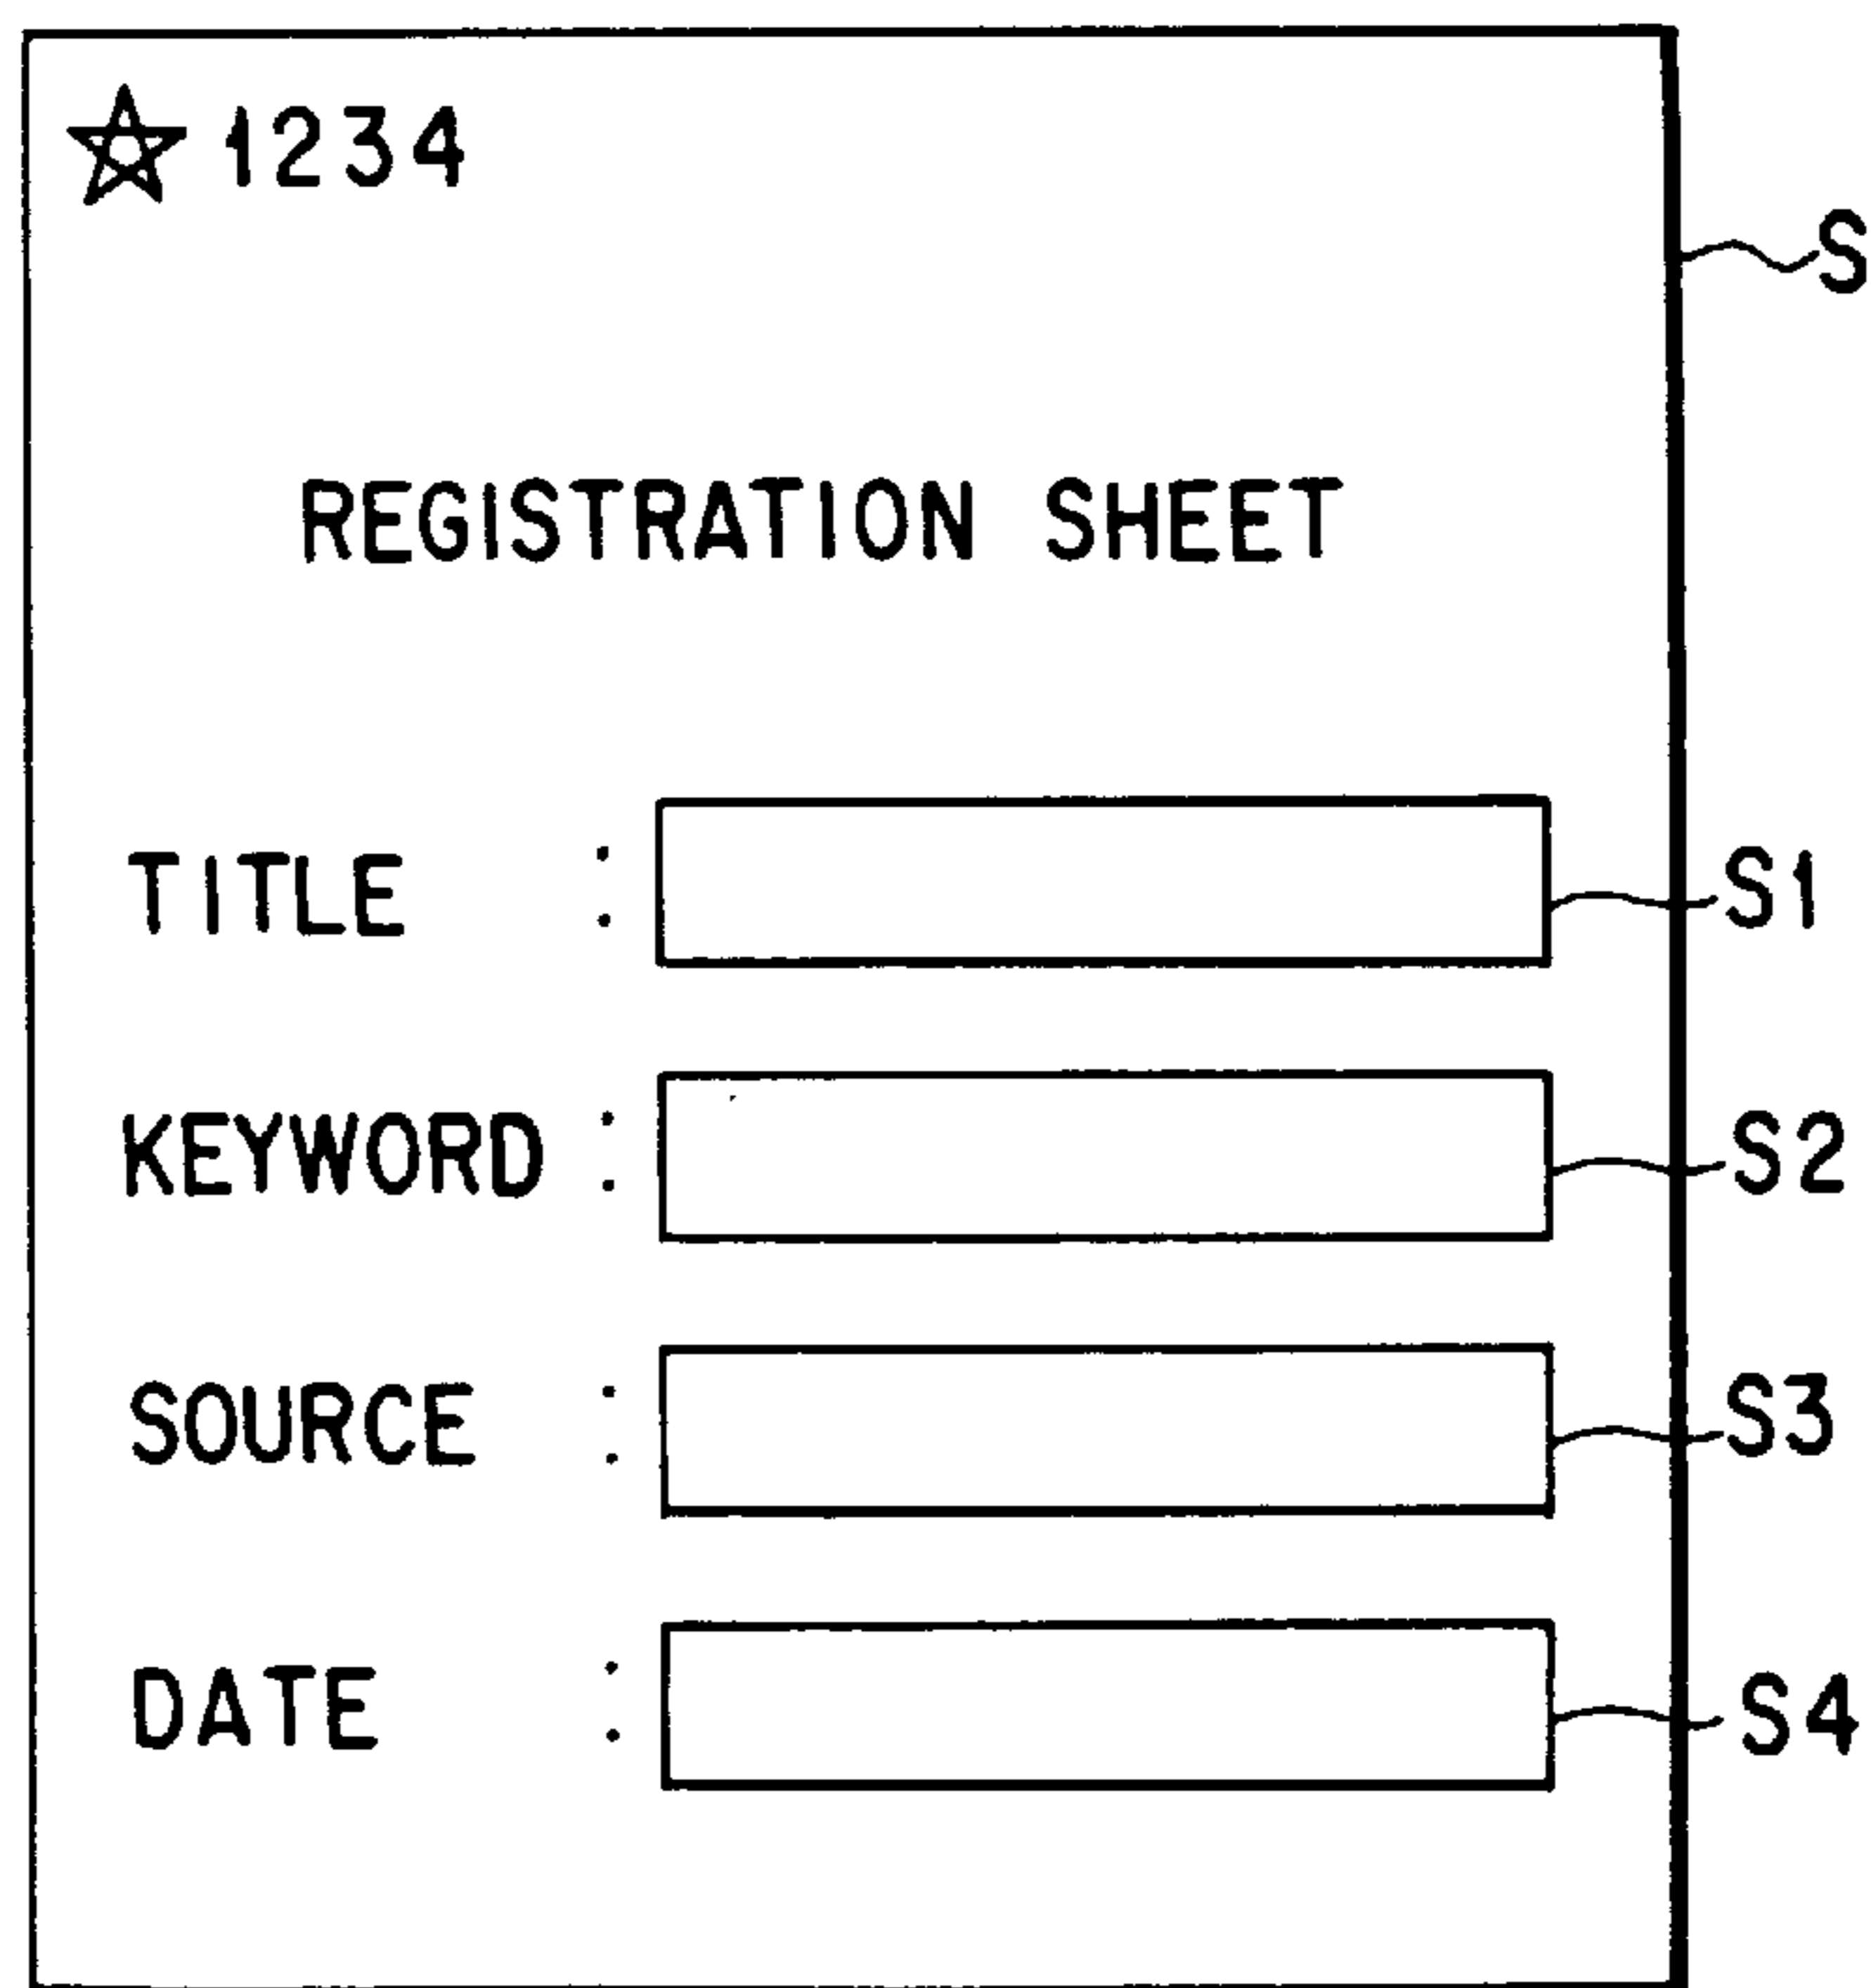 ☆ 1234
S
REGISTRATION SHEET
TITLE : S1
KEYWORD : S2
SOURCE : S3
DATE : S4